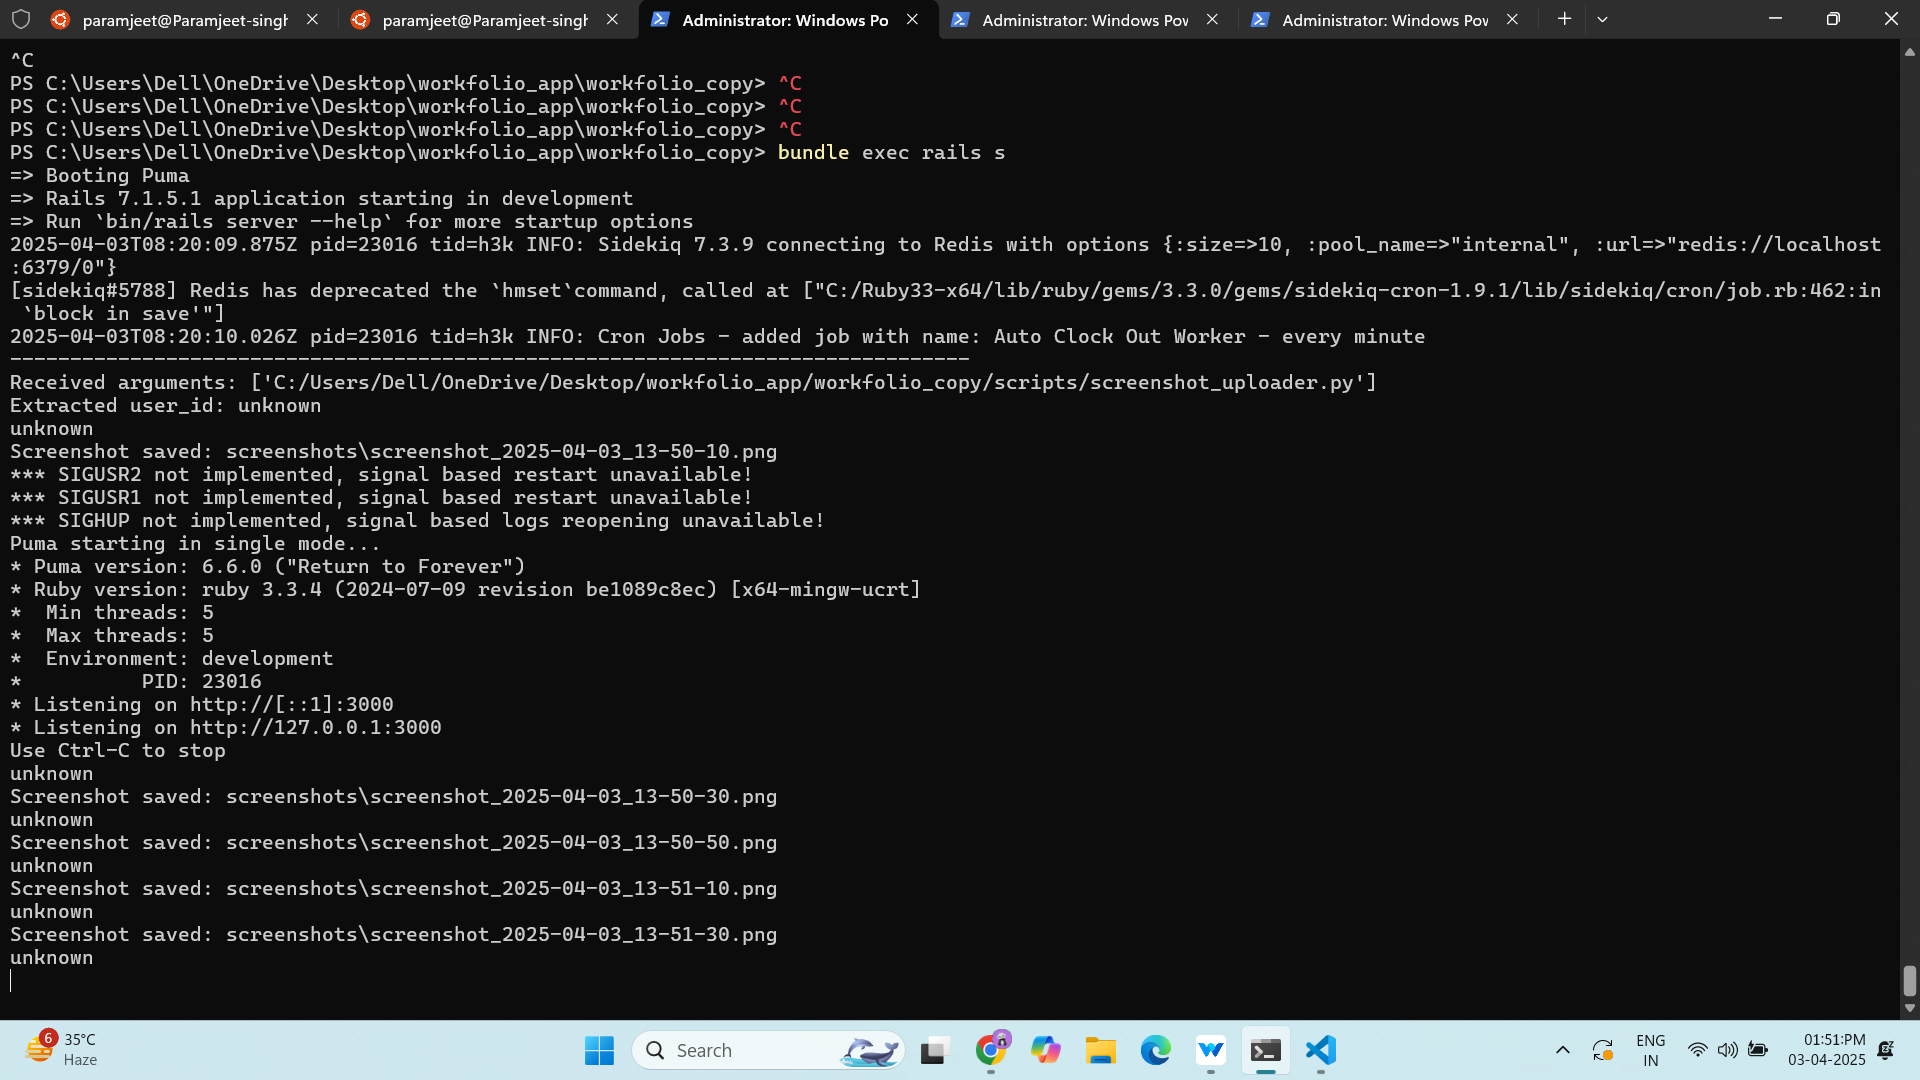 paramjeet@Paramjeet-singh
paramjeet@Paramjeet-singh
Administrator: Windows Po
Administrator: Windows Pov
Administrator: Windows Pov
^C
PS C:\Users\Dell\OneDrive\Desktop\workfolio_app\workfolio_copy> ^C
PS C:\Users\Dell\OneDrive\Desktop\workfolio_app\workfolio_copy> ^C
PS C:\Users\Dell\OneDrive\Desktop\workfolio_app\workfolio_copy> ^C
PS C:\Users\Dell\OneDrive\Desktop\workfolio_app\workfolio_copy> bundle exec rails s
=> Booting Puma
=> Rails 7.1.5.1 application starting in development
=> Run `bin/rails server --help` for more startup options
2025-04-03T08:20:09.875Z pid=23016 tid=h3k INFO: Sidekiq 7.3.9 connecting to Redis with options {:size=>10, :pool_name=>"internal", :url=>"redis://localhost
:6379/0"}
[sidekiq#5788] Redis has deprecated the `hmset`command, called at ["C:/Ruby33-x64/lib/ruby/gems/3.3.0/gems/sidekiq-cron-1.9.1/lib/sidekiq/cron/job.rb:462:in
 `block in save'"]
2025-04-03T08:20:10.026Z pid=23016 tid=h3k INFO: Cron Jobs - added job with name: Auto Clock Out Worker - every minute
--------------------------------------------------------------------------------
Received arguments: ['C:/Users/Dell/OneDrive/Desktop/workfolio_app/workfolio_copy/scripts/screenshot_uploader.py']
Extracted user_id: unknown
unknown
Screenshot saved: screenshots\screenshot_2025-04-03_13-50-10.png
*** SIGUSR2 not implemented, signal based restart unavailable!
*** SIGUSR1 not implemented, signal based restart unavailable!
*** SIGHUP not implemented, signal based logs reopening unavailable!
Puma starting in single mode...
* Puma version: 6.6.0 ("Return to Forever")
* Ruby version: ruby 3.3.4 (2024-07-09 revision be1089c8ec) [x64-mingw-ucrt]
*  Min threads: 5
*  Max threads: 5
*  Environment: development
*          PID: 23016
* Listening on http://[::1]:3000
* Listening on http://127.0.0.1:3000
Use Ctrl-C to stop
unknown
Screenshot saved: screenshots\screenshot_2025-04-03_13-50-30.png
unknown
Screenshot saved: screenshots\screenshot_2025-04-03_13-50-50.png
unknown
Screenshot saved: screenshots\screenshot_2025-04-03_13-51-10.png
unknown
Screenshot saved: screenshots\screenshot_2025-04-03_13-51-30.png
unknown
6
35°C
Haze
Search
ENG
IN
01:51:PM
03-04-2025